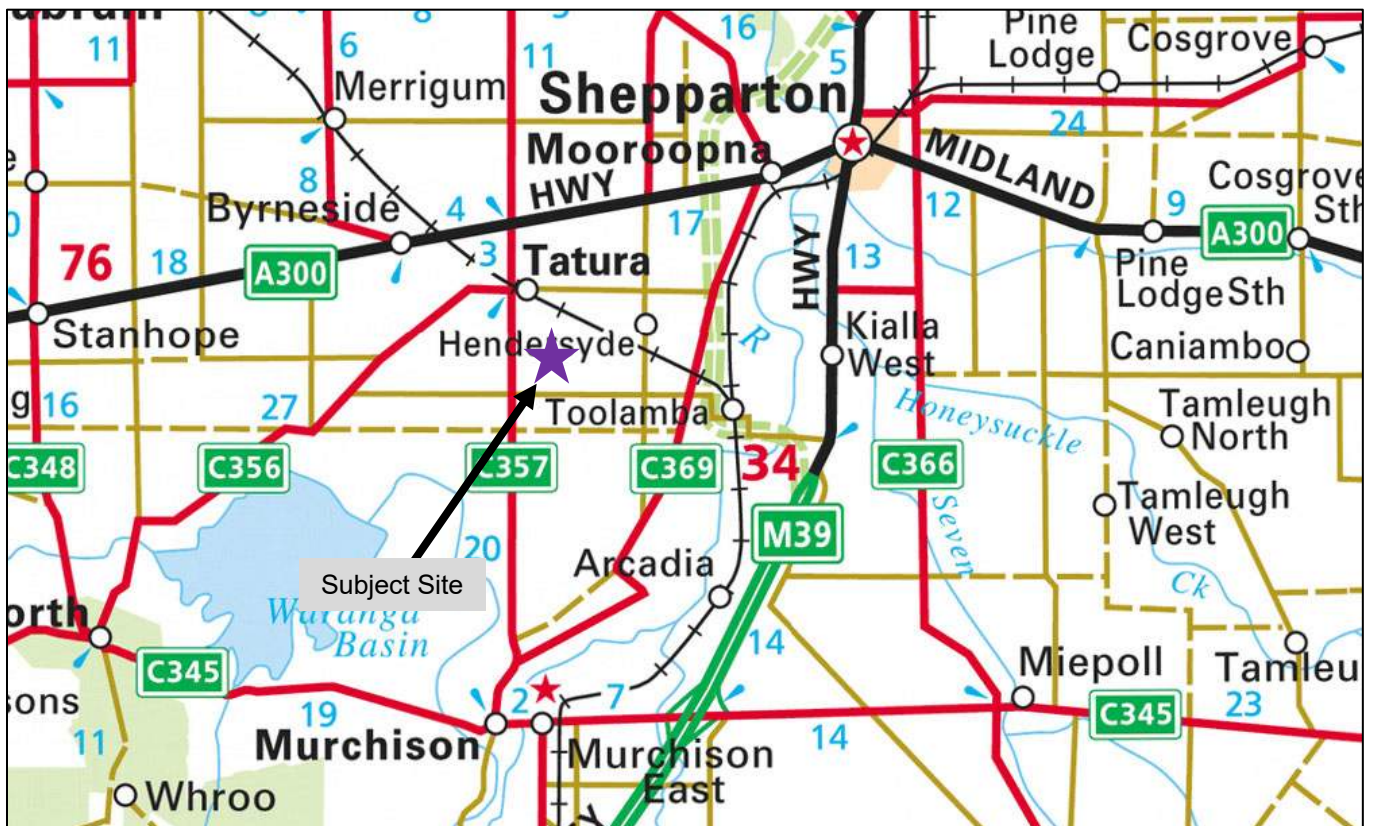 11
6
8
11
16
5
Pine
Lodge
Cosgrove
Merrigum
Shepparton
24
Mooroopna
HWY
MIDLAND
8
Byrneside
4
17
12
9
Cosgrove
Sth
A300
76
18
A300
3
Tatura
HWY
13
Pine
Lodge Sth
Stanhope
Hendersyde
R
Kialla
West
Caniambo
16
27
Toolamba
Honeysuckle
Tamleugh
North
C348
C356
C357
C369
34
C366
Tamleugh
West
M39
Seven
20
Arcadia
Subject Site
Ck
Waranga
Basin
orth
14
Miepoll
Tamleu
C345
sons
19
2
7
14
C345
23
11
Murchison
Murchison
East
Whroo